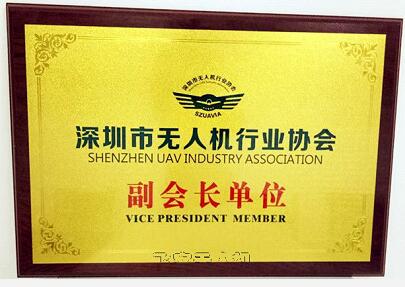 深圳市无人机行业协会
SZUAVIA
深圳市无人机行业协会
SHENZHEN UAV INDUSTRY ASSOCIATION
副会长单位
VICE PRESIDENT MEMBER